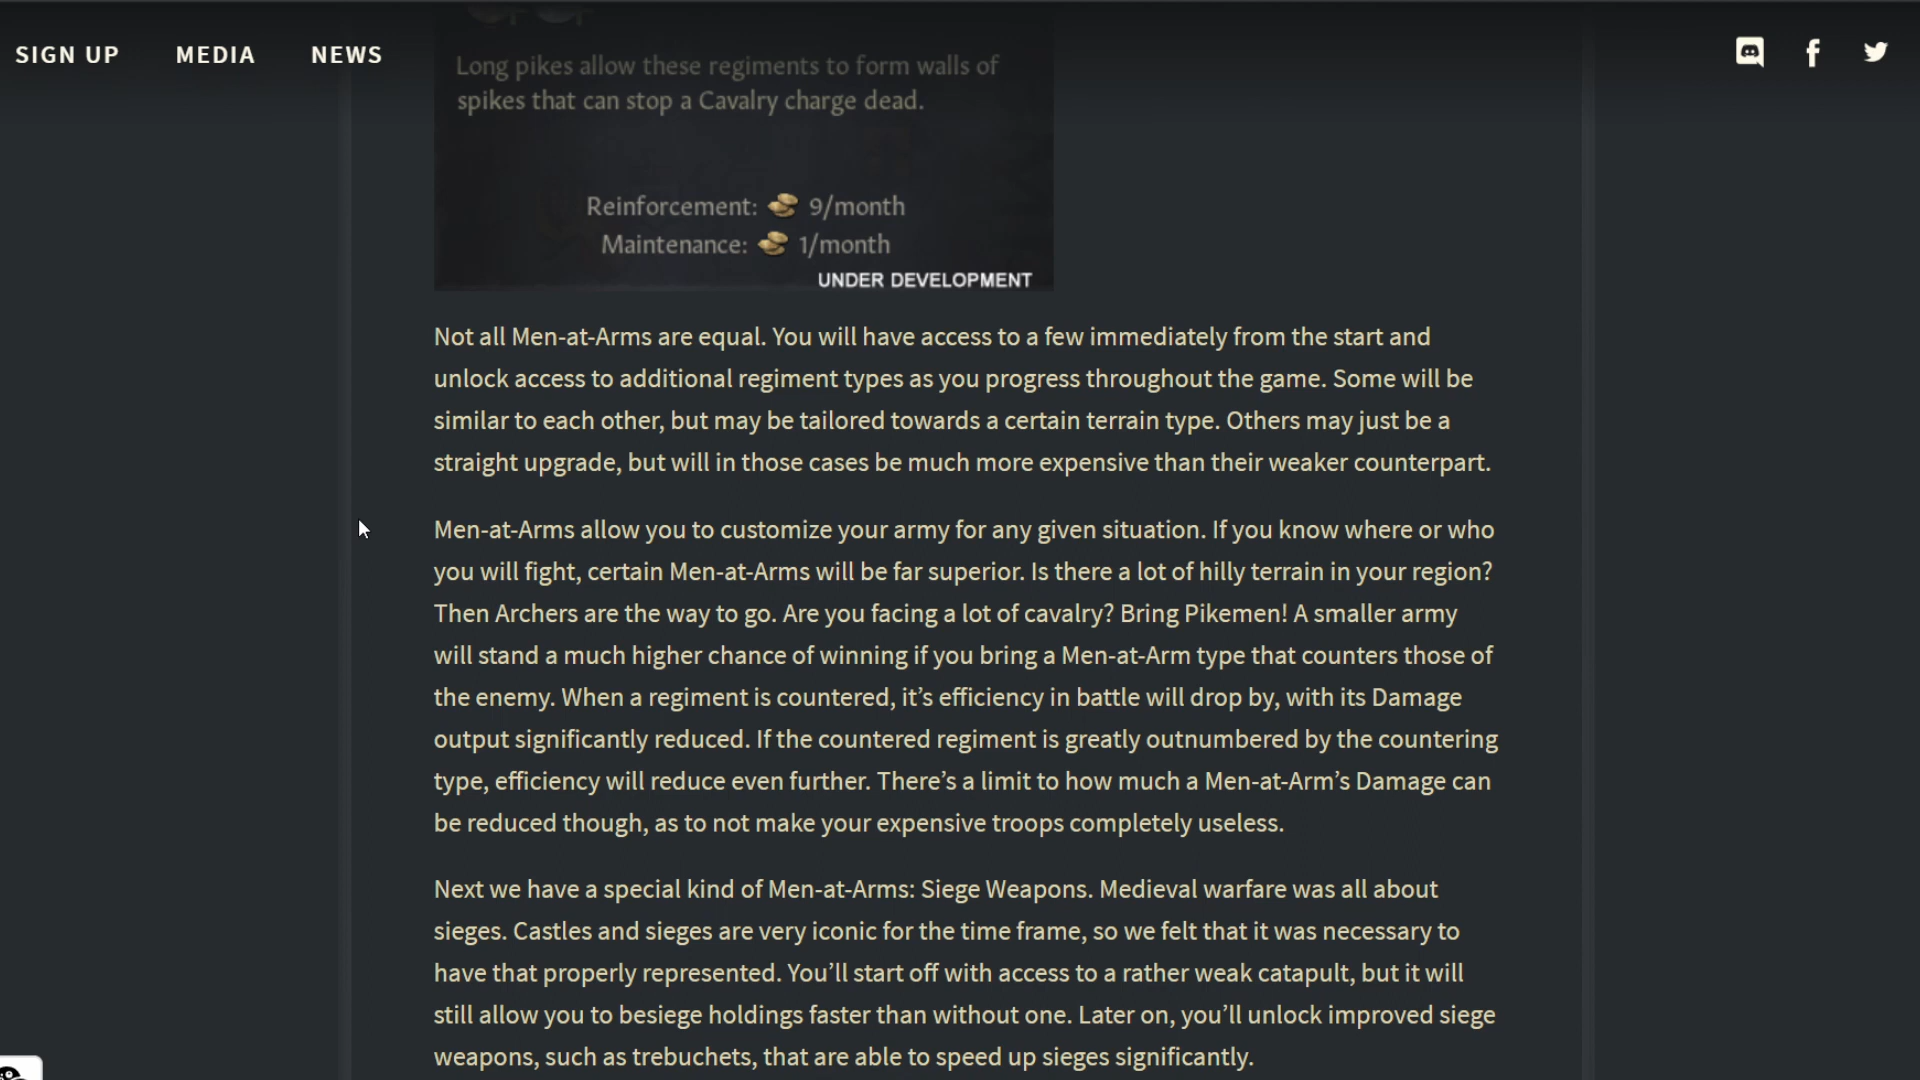 SIGN UP MEDIA NEWS
Long pikes allow these regiments to form walls of
spikes that can stop a Cavalry charge dead.
Reinforcement: 9/month
Maintenance: 1/month
UNDER DEVELOPMENT
Not all Men-at-Arms are equal. You will have access to a few immediately from the start and
unlock access to additional regiment types as you progress throughout the game. Some will be
similar to each other, but may be tailored towards a certain terrain type. Others may just be a
straight upgrade, but will in those cases be much more expensive than their weaker counterpart.
Men-at-Arms allow you to customize your army for any given situation. If you know where or who
you will fight, certain Men-at-Arms will be far superior. Is there a lot of hilly terrain in your region?
Then Archers are the way to go. Are you facing a lot of cavalry? Bring Pikemen! A smaller army
will stand a much higher chance of winning if you bring a Men-at-Arm type that counters those of
the enemy. When a regiment is countered, it’s efficiency in battle will drop by, with its Damage
output significantly reduced. If the countered regiment is greatly outnumbered by the countering
type, efficiency will reduce even further. There’s a limit to how much a Men-at-Arm’s Damage can
be reduced though, as to not make your expensive troops completely useless.
Next we have a special kind of Men-at-Arms: Siege Weapons. Medieval warfare was all about
sieges. Castles and sieges are very iconic for the time frame, so we felt that it was necessary to
have that properly represented. You’ll start off with access to a rather weak catapult, but it will
still allow you to besiege holdings faster than without one. Later on, you’ll unlock improved siege
weapons, such as trebuchets, that are able to speed up sieges significantly.